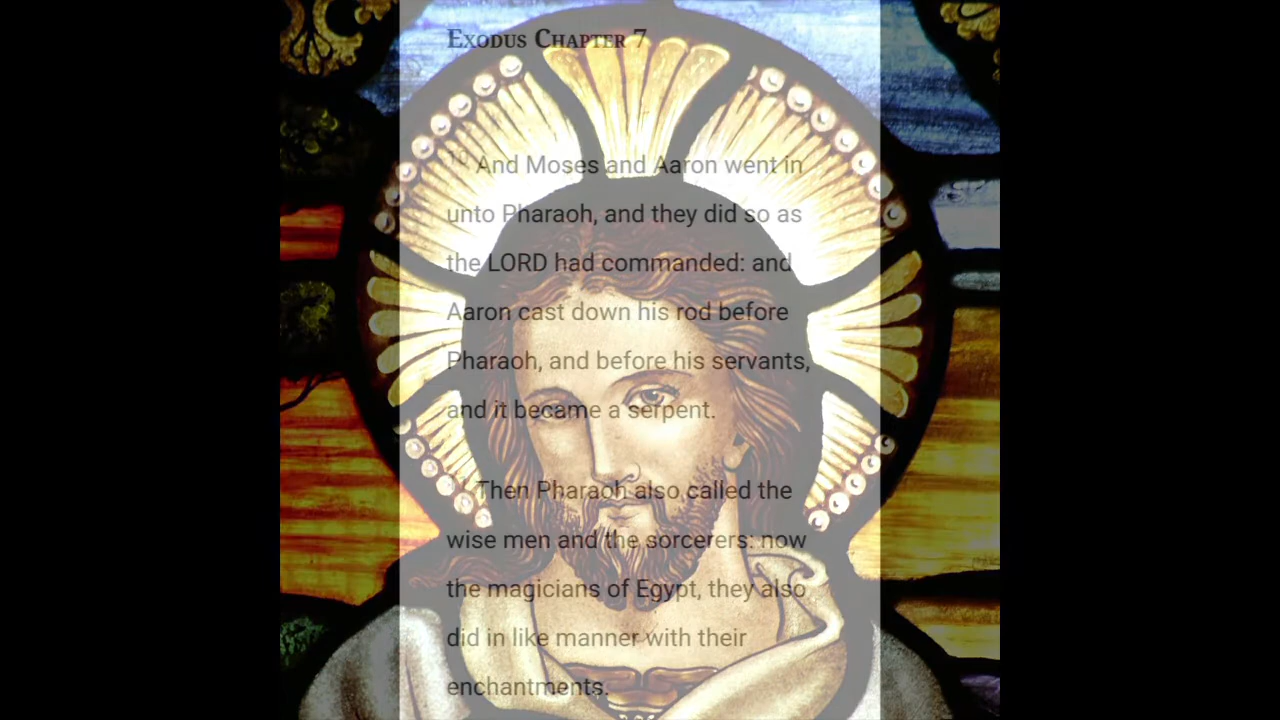 Exodus Chapter 7
10 And Moses and Aaron went in
unto Pharaoh, and they did so as
the LORD had commanded: and
Aaron cast down his rod before
Pharaoh, and before his servants,
and it became a serpent.
Then Pharaoh also called the
wise men and the sorcerers: now
the magicians of Egypt, they also
did in like manner with their
enchantments.